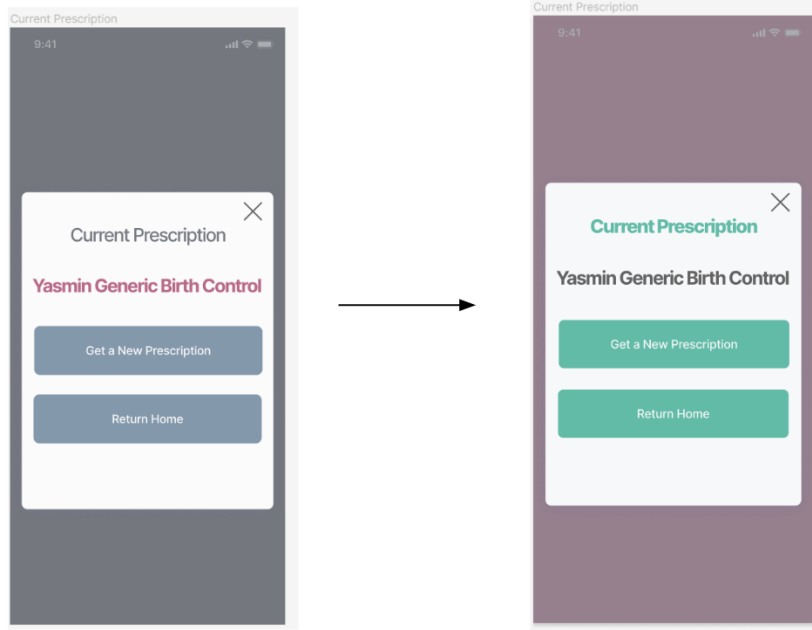 Current Prescription
9:41
Current Prescription
Yasmin Generic Birth Control
Get a New Prescription
Return Home
Current Prescription
9:41
Current Prescription
Yasmin Generic Birth Control
Get a New Prescription
Return Home